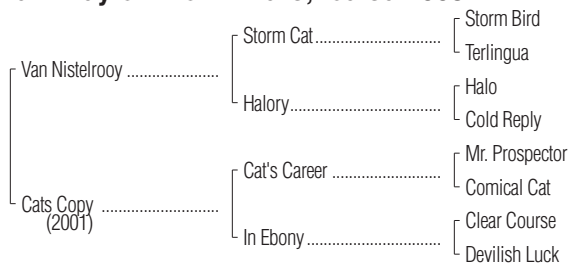 Storm Bird
Storm Cat
Terlingua
Van Nistelrooy
Halo
Halory
Cold Reply
Mr. Prospector
Cat's Career
Comical Cat
Cats Copy
(2001)
Clear Course
In Ebony
Devilish Luck